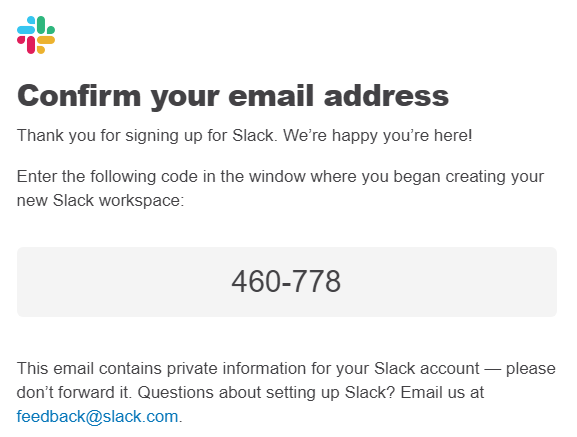 Confirm your email address
Thank you for signing up for Slack. We’re happy you’re here!
Enter the following code in the window where you began creating your
new Slack workspace:
460-778
This email contains private information for your Slack account — please
don’t forward it. Questions about setting up Slack? Email us at
feedback@slack.com.